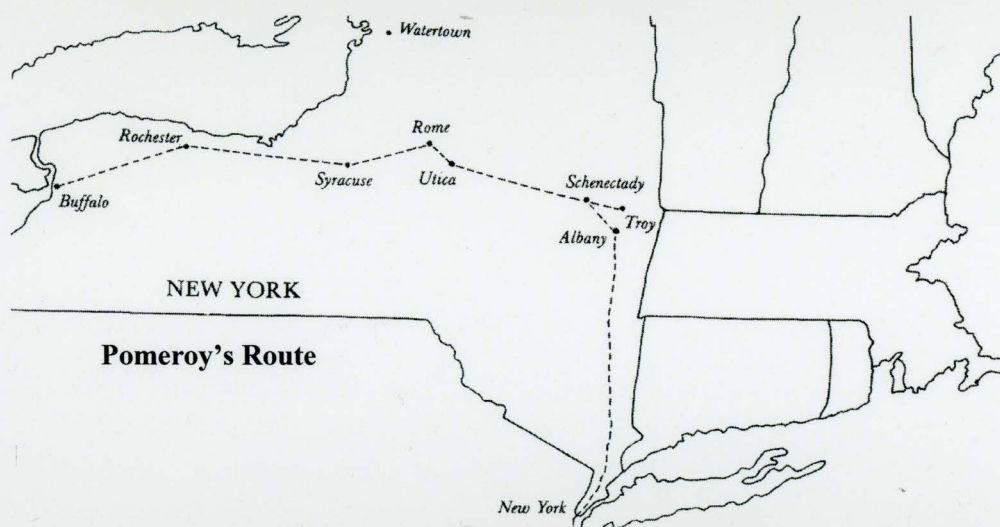 Watertown
Rome
Rochester
Syracuse
Utica
Schenectady
Buffalo
Troy
Albany
NEW YORK
Pomeroy's Route
New York